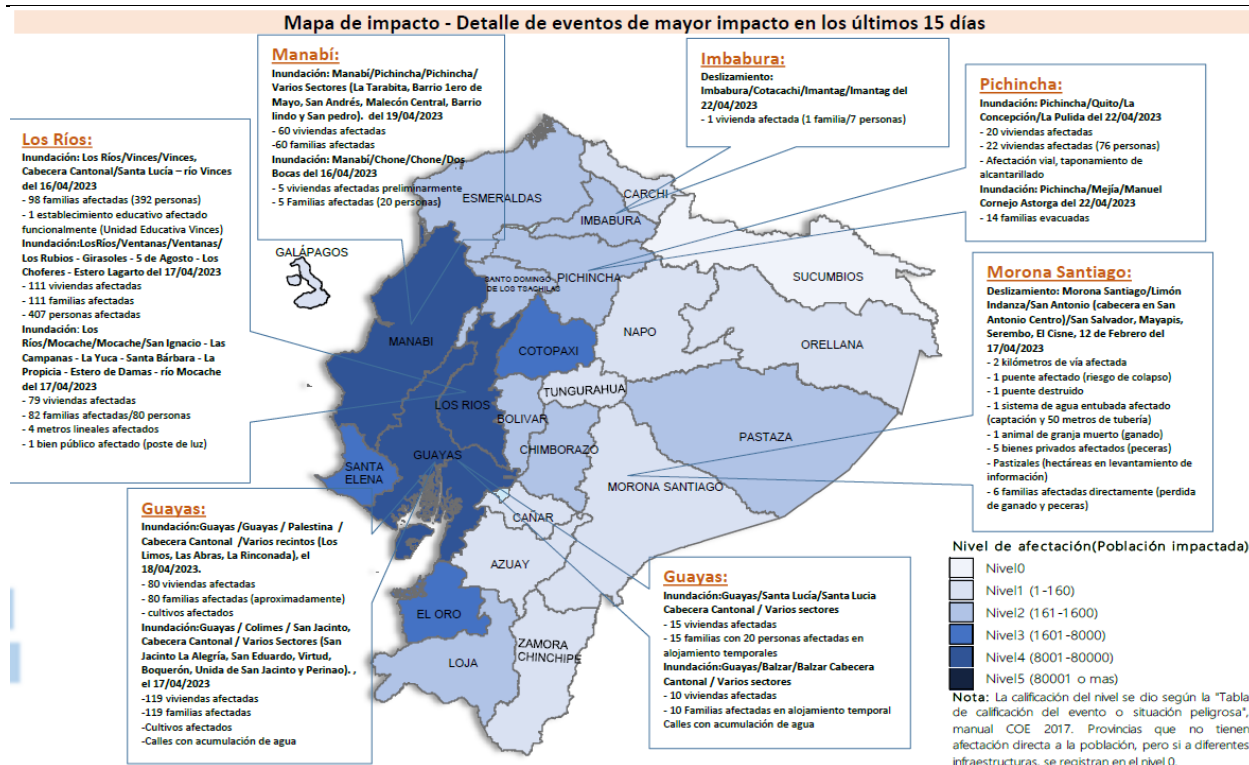 Mapa de impacto - Detalle de eventos de mayor impacto en los últimos 15 días
Manabí:
Inundación: Manabí/Pichincha/Pichincha/
Varios Sectores (La Tarabita, Barrio 1ero de
Mayo, San Andrés, Malecón Central, Barrio
lindo y San pedro). del 19/04/2023
- 60 viviendas afectadas
-60 familias afectadas
Inundación: Manabí/Chone/Chone/Dos
Bocas del 16/04/2023
- 5 viviendas afectadas preliminarmente
- 5 Familias afectadas (20 personas)
Imbabura:
Deslizamiento:
Imbabura/Cotacachi/Imantag/Imantag del
22/04/2023
- 1 vivienda afectada (1 familia/7 personas)
Pichincha:
Inundación: Pichincha/Quito/La
Concepción/La Pulida del 22/04/2023
- 20 viviendas afectadas
- 22 viviendas afectadas (76 personas)
- Afectación vial, taponamiento de
alcantarillado
Inundación: Pichincha/Mejía/Manuel
Cornejo Astorga del 22/04/2023
- 14 familias evacuadas
Los Ríos:
Inundación: Los Ríos/Vinces/Vinces,
Cabecera Cantonal/Santa Lucía – río Vinces
del 16/04/2023
- 98 familias afectadas (392 personas)
- 1 establecimiento educativo afectado
funcionalmente (Unidad Educativa Vinces)
Inundación:LosRíos/Ventanas/Ventanas/
Los Rubios - Girasoles - 5 de Agosto - Los
Choferes - Estero Lagarto del 17/04/2023
- 111 viviendas afectadas
- 111 familias afectadas
- 407 personas afectadas
Inundación: Los
Ríos/Mocache/Mocache/San Ignacio - Las
Campanas - La Yuca - Santa Bárbara - La
Propicia - Estero de Damas - río Mocache
del 17/04/2023
- 79 viviendas afectadas
- 82 familias afectadas/80 personas
- 4 metros lineales afectados
- 1 bien público afectado (poste de luz)
Morona Santiago:
Deslizamiento: Morona Santiago/Limón
Indanza/San Antonio (cabecera en San
Antonio Centro)/San Salvador, Mayapis,
Serembo, El Cisne, 12 de Febrero del
17/04/2023
- 2 kilómetros de vía afectada
- 1 puente afectado (riesgo de colapso)
- 1 puente destruido
- 1 sistema de agua entubada afectado
(captación y 50 metros de tubería)
- 1 animal de granja muerto (ganado)
- 5 bienes privados afectados (peceras)
- Pastizales (hectáreas en levantamiento de
información)
- 6 familias afectadas directamente (perdida
de ganado y peceras)
ESMERALDAS
CARCHI
IMBABURA
GALÁPAGOS
SANTO DOMINGO
DE LOS TSACHILAS
PICHINCHA
SUCUMBIOS
NAPO
ORELLANA
MANABI
COTOPAXI
TUNGURAHUA
LOS RIOS
BOLIVAR
PASTAZA
CHIMBORAZO
GUAYAS
SANTA
ELENA
MORONA SANTIAGO
CAÑAR
AZUAY
EL ORO
ZAMORA
CHINCHIPE
LOJA
Guayas:
Inundación:Guayas /Guayas / Palestina /
Cabecera Cantonal /Varios recintos (Los
Limos, Las Abras, La Rinconada), el
18/04/2023.
- 80 viviendas afectadas
- 80 familias afectadas (aproximadamente)
- cultivos afectados
Inundación:Guayas / Colimes / San Jacinto,
Cabecera Cantonal / Varios Sectores (San
Jacinto La Alegría, San Eduardo, Virtud,
Boquerón, Unida de San Jacinto y Perinao). ,
el 17/04/2023
-119 viviendas afectadas
-119 familias afectadas
-Cultivos afectados
-Calles con acumulación de agua
Guayas:
Inundación:Guayas/Santa Lucía/Santa Lucia
Cabecera Cantonal / Varios sectores
- 15 viviendas afectadas
- 15 familias con 20 personas afectadas en
alojamiento temporales
Inundación:Guayas/Balzar/Balzar Cabecera
Cantonal / Varios sectores
- 10 viviendas afectadas
- 10 Familias afectadas en alojamiento temporal
Calles con acumulación de agua
Nivel de afectación(Población impactada)
Nivel0
Nivel1 (1-160)
Nivel2 (161-1600)
Nivel3 (1601-8000)
Nivel4 (8001-80000)
Nivel5 (80001 o mas)
Nota: La calificación del nivel se dio según la "Tabla
de calificación del evento o situación peligrosa",
manual COE 2017. Provincias que no tienen
afectación directa a la población, pero si a diferentes
infraestructuras, se registran en el nivel 0.